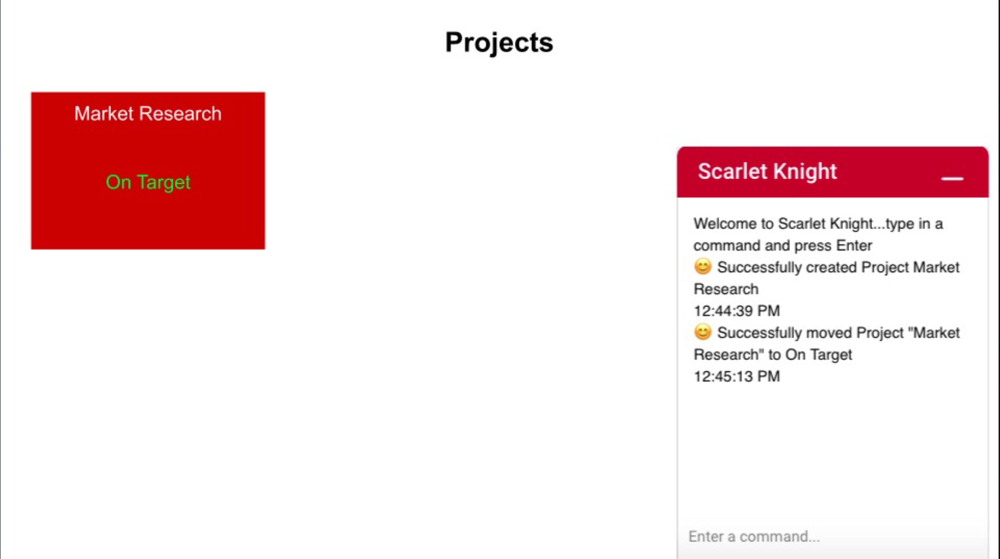 Projects
Market Research
On Target
Scarlet Knight
Welcome to Scarlet Knight...type in a
command and press Enter
😊 Successfully created Project Market
Research
12:44:39 PM
😊 Successfully moved Project "Market
Research" to On Target
12:45:13 PM
Enter a command...